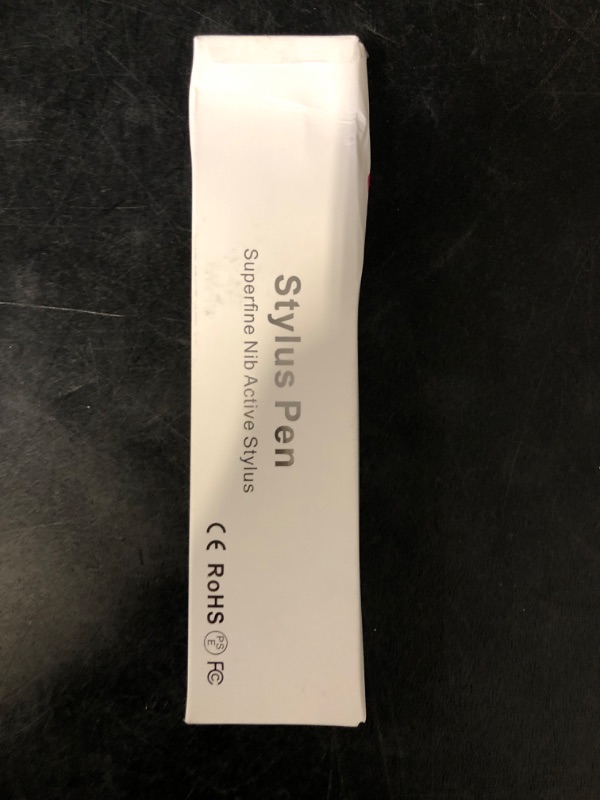 Stylus Pen
Superfine Nib Active Stylus
CE RoHS PSE FC